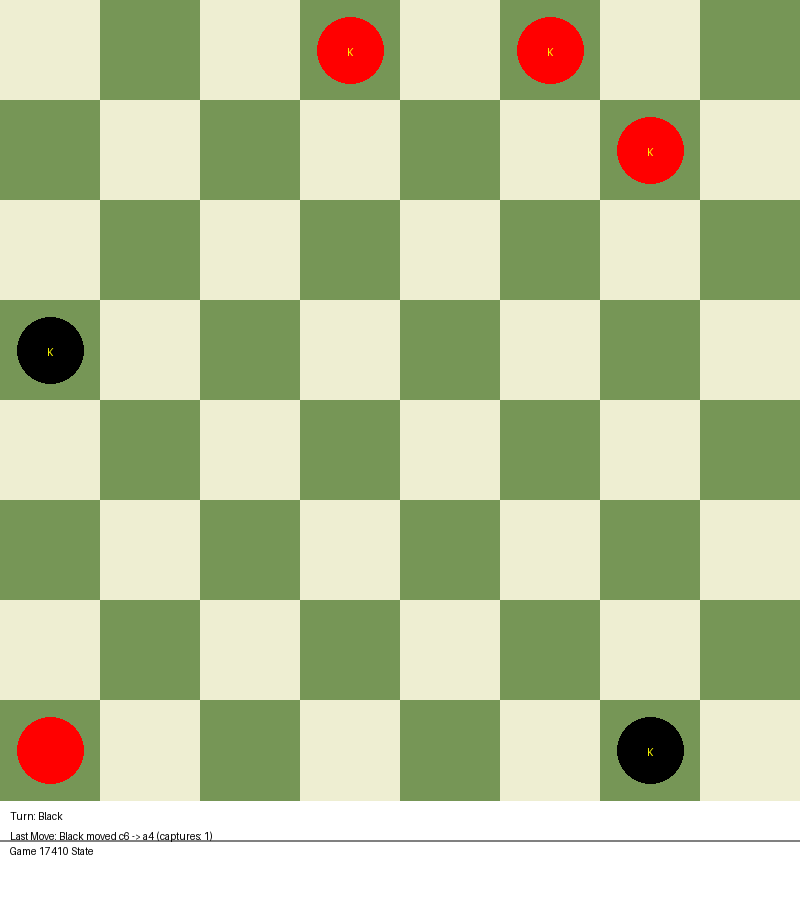 K K
K
K
K
Turn: Black
Last Move: Black moved c6 -> a4 (captures: 1)
Game 17410 State